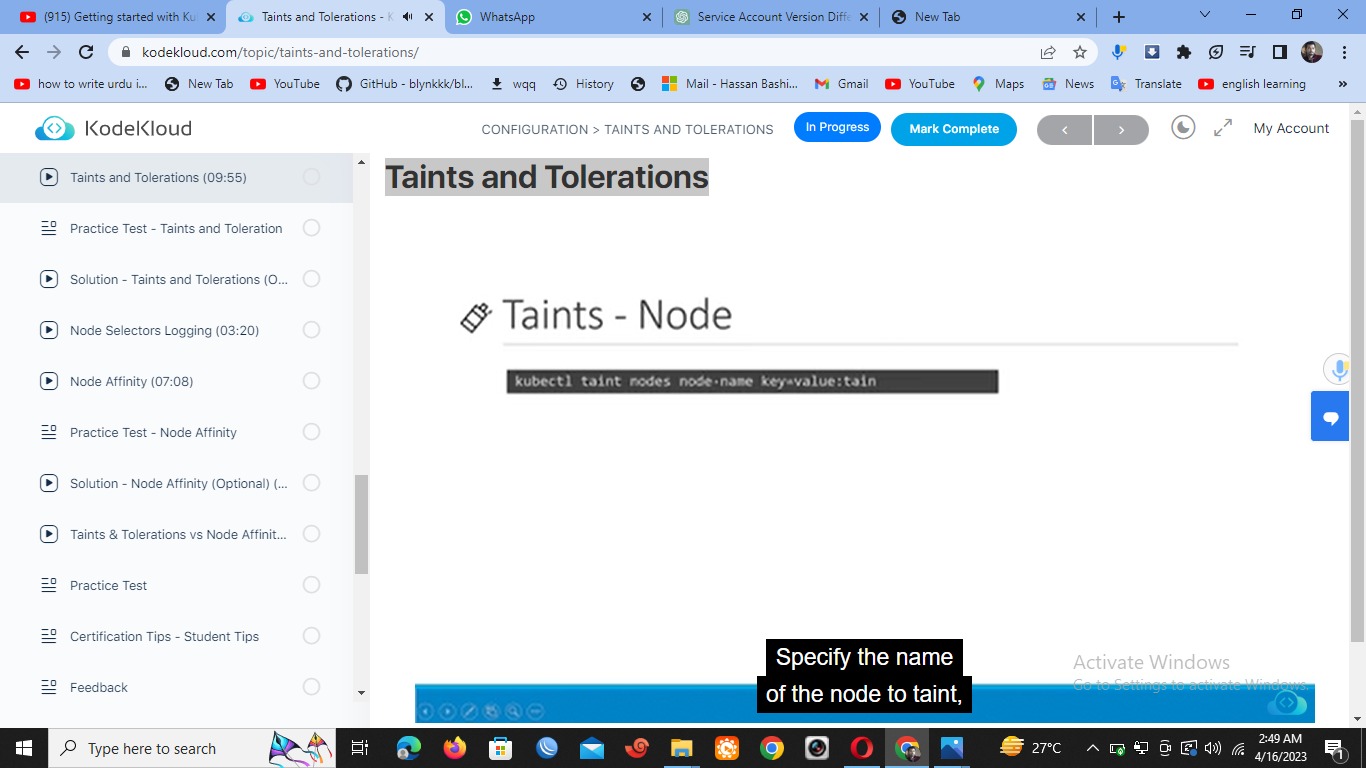 (915) Getting started with Ku
Taints and Tolerations - K
WhatsApp
Service Account Version Diffe
New Tab
kodekloud.com/topic/taints-and-tolerations/
how to write urdu i...
New Tab
YouTube
GitHub - blynkkk/bl...
wqq
History
Mail - Hassan Bashi...
Gmail
YouTube
Maps
News
Translate
english learning
»
KodeKloud
CONFIGURATION > TAINTS AND TOLERATIONS
In Progress
Mark Complete
<
>
My Account
Taints and Tolerations (09:55)
Practice Test - Taints and Toleration
Solution - Taints and Tolerations (O...
Node Selectors Logging (03:20)
Node Affinity (07:08)
Practice Test - Node Affinity
Solution - Node Affinity (Optional) (...
Taints & Tolerations vs Node Affinit...
Practice Test
Certification Tips - Student Tips
Feedback
Taints and Tolerations
Taints - Node
kubectl taint nodes node-name key=value:tain
Specify the name
of the node to taint,
Activate Windows
Go to Settings to activate Windows.
Type here to search
27°C
2:49 AM
4/16/2023
1